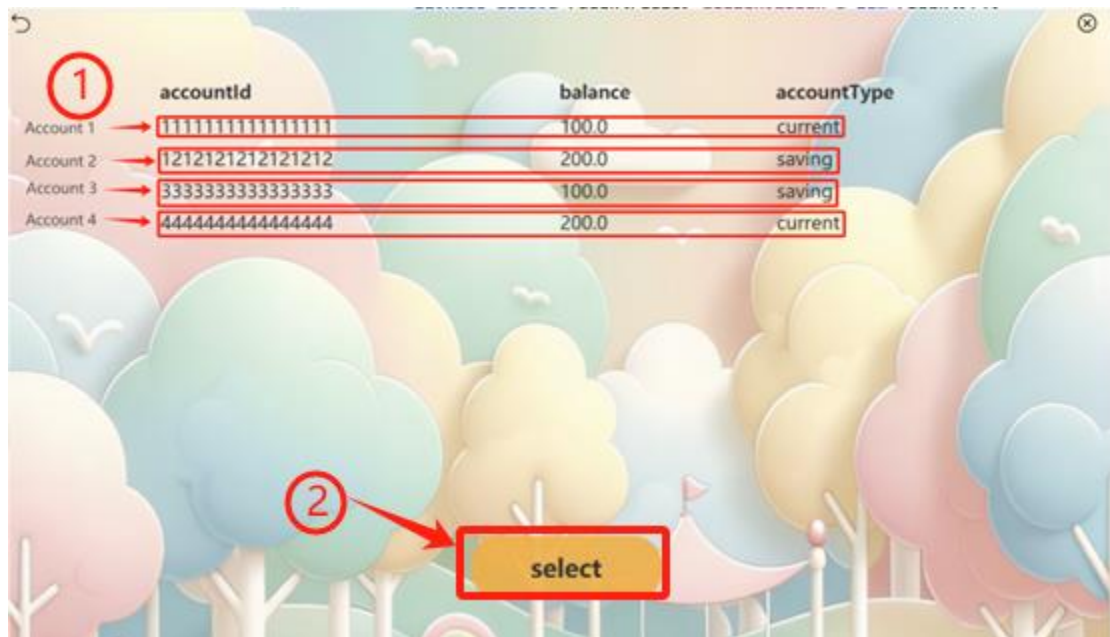 1
accountId balance accountType
Account 1 1111111111111111 100.0 current
Account 2 1212121212121212 200.0 saving
Account 3 3333333333333333 100.0 saving
Account 4 4444444444444444 200.0 current
2
select